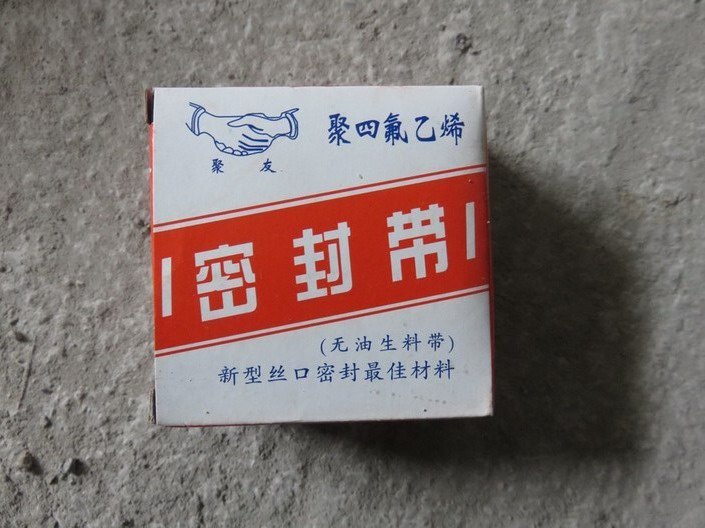 聚四氟乙烯
聚友
密封带
(无油生料带)
新型丝口密封最佳材料